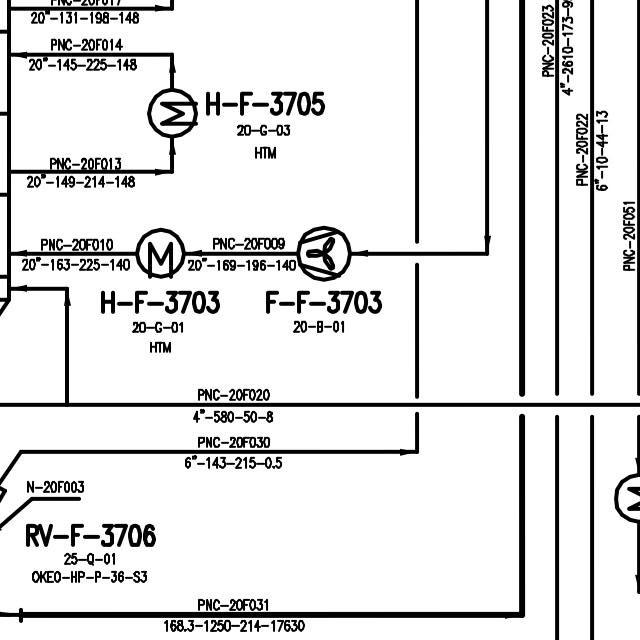 PNC-20F017
20"-131-198-148
PNC-20F014
20"-145-225-148
H-F-3705
20-G-03
HTM
PNC-20F013
20"-149-214-148
PNC-20F010
20"-163-225-140
PNC-20F009
20"-169-196-140
H-F-3703
20-G-01
HTM
F-F-3703
20-B-01
PNC-20F023
PNC-20F022
6"-10-44-13
PNC-20F051
PNC-20F020
4"-580-50-8
PNC-20F030
6"-143-215-0.5
N-20F003
RV-F-3706
25-Q-01
OKEO-HP-P-36-S3
PNC-20F031
168.3-1250-214-17630